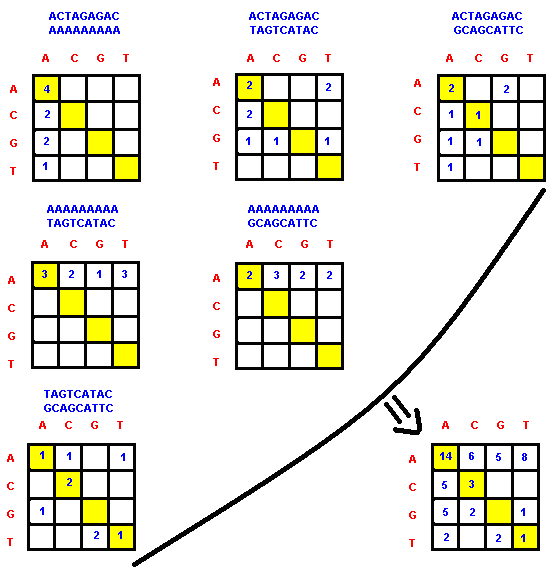 ACTAGAGAC
AAAAAAAAA
A C G T
A 4
C 2
G 2
T 1
ACTAGAGAC
TAGTCATAC
A C G T
A 2 2
C 2
G 1 1 1
T
ACTAGAGAC
GCAGCATTC
A C G T
A 2 2
C 1 1
G 1 1
T 1
AAAAAAAAA
TAGTCATAC
A C G T
A 3 2 1 3
C
G
T
AAAAAAAAA
GCAGCATTC
A C G T
A 2 3 2 2
C
G
T
TAGTCATAC
GCAGCATTC
A C G T
A 1 1 1
C 2
G 1
T 2 1
A C G T
A 14 6 5 8
C 5 3
G 5 2 1
T 2 2 1